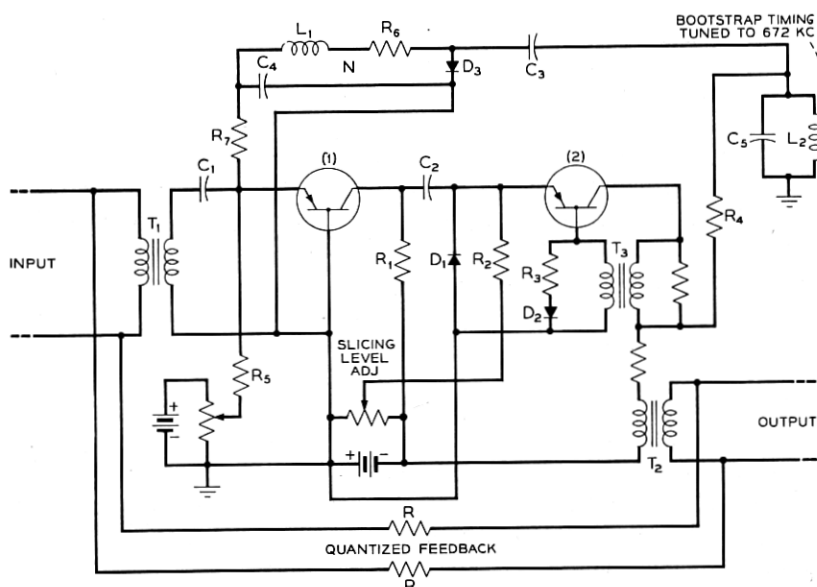 BOOTSTRAP TIMING
TUNED TO 672 KC
L₁
R₆
C₄
N
D₃
C₃
R₇
C₅
L₂
C₁
(1)
C₂
(2)
T₁
R₄
INPUT
R₁
D₁
R₂
R₃
T₃
D₂
SLICING
LEVEL
ADJ
R₅
+
-
+
-
OUTPUT
T₂
R
QUANTIZED FEEDBACK
R